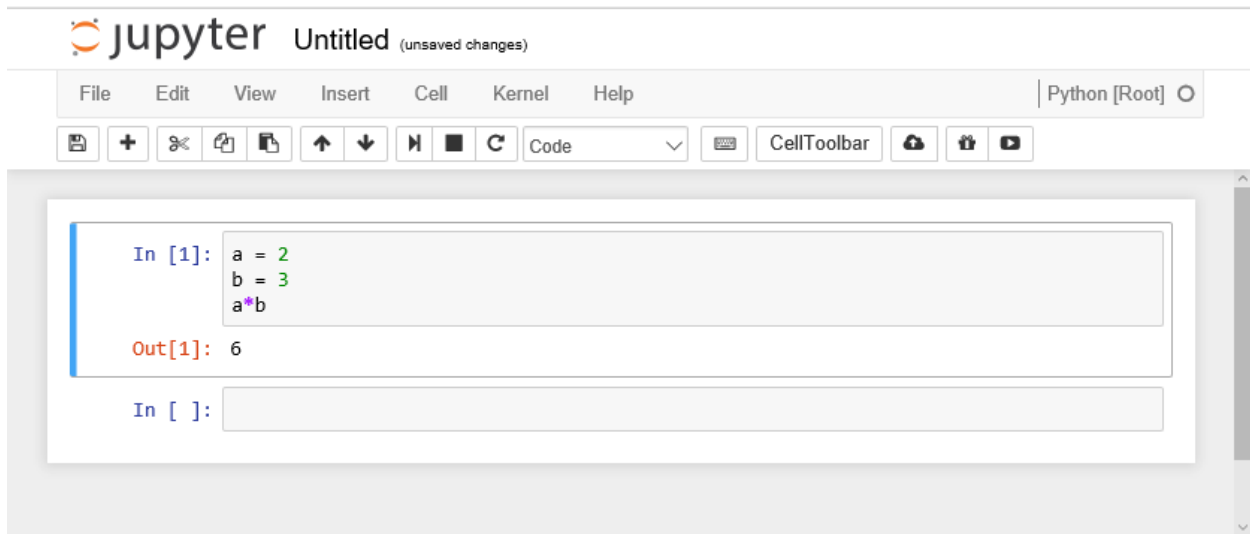 jupyter Untitled (unsaved changes)
File Edit View Insert Cell Kernel Help Python [Root]
Code CellToolbar
In [1]: a = 2
b = 3
a*b
Out[1]: 6
In [ ]: